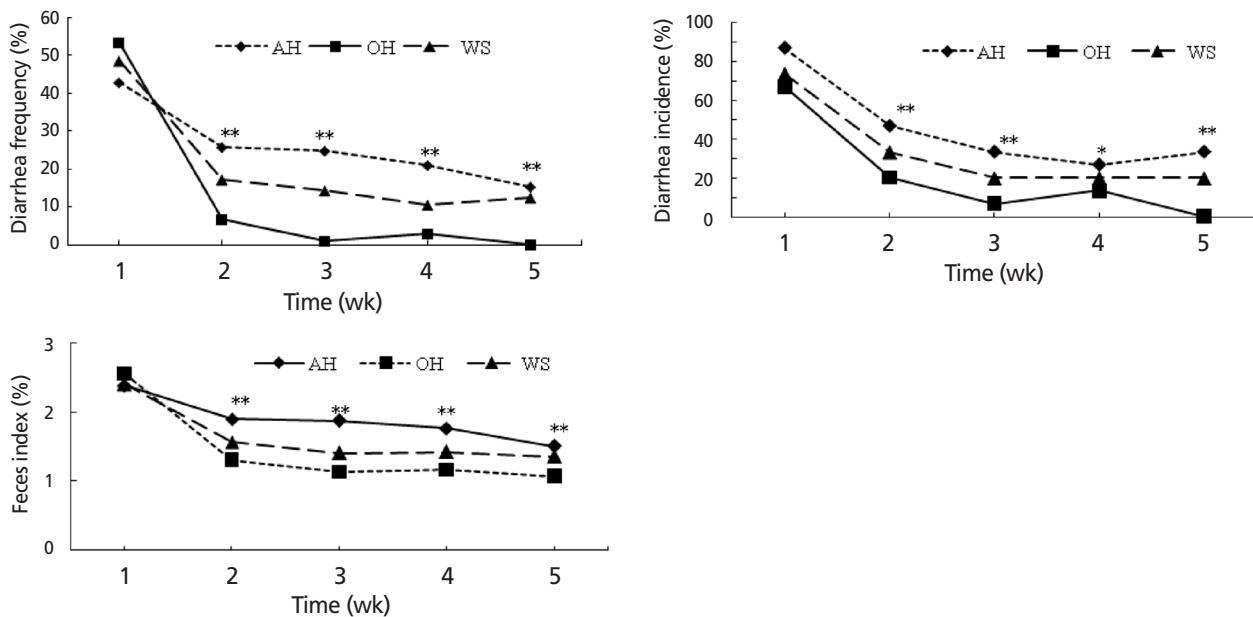 Diarrhea frequency (%)
60
50
40
30
20
10
0
AH OH WS
**
**
**
**
1 2 3 4 5
Time (wk)
Diarrhea incidence (%)
100
80
60
40
20
0
AH OH WS
**
**
*
**
1 2 3 4 5
Time (wk)
Feces index (%)
3
2
1
0
AH OH WS
**
**
**
**
1 2 3 4 5
Time (wk)